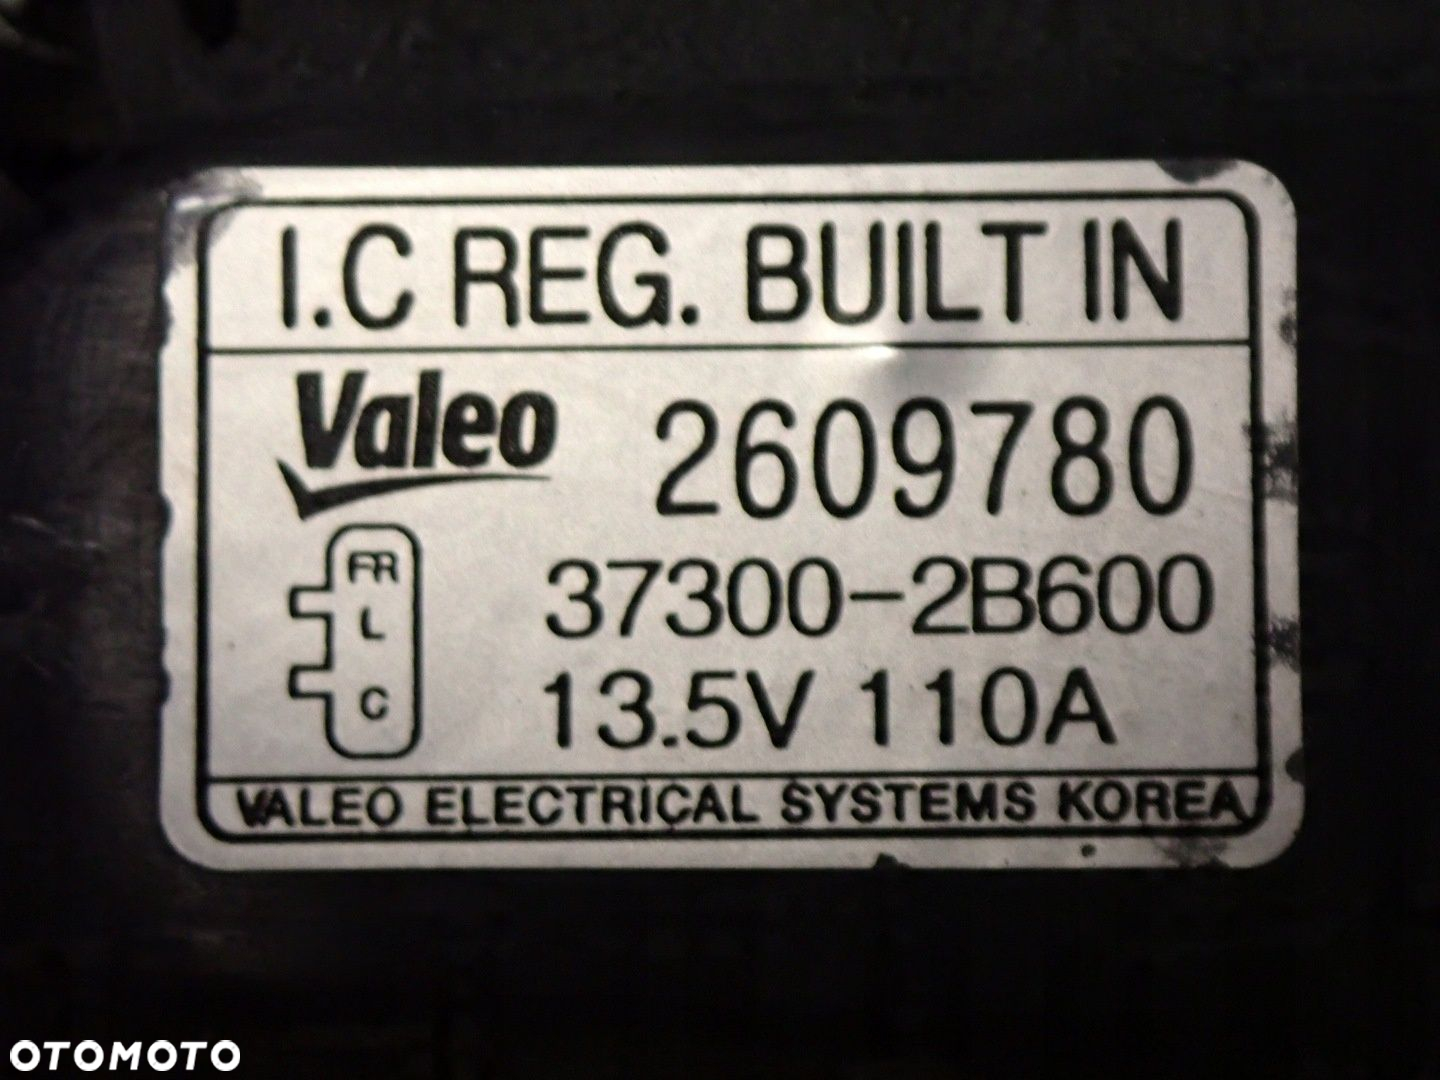 I.C REG. BUILT IN
Valeo 2609780
FR
37300-2B600
L
C
13.5V 110A
VALEO ELECTRICAL SYSTEMS KOREA
OTOMOTO